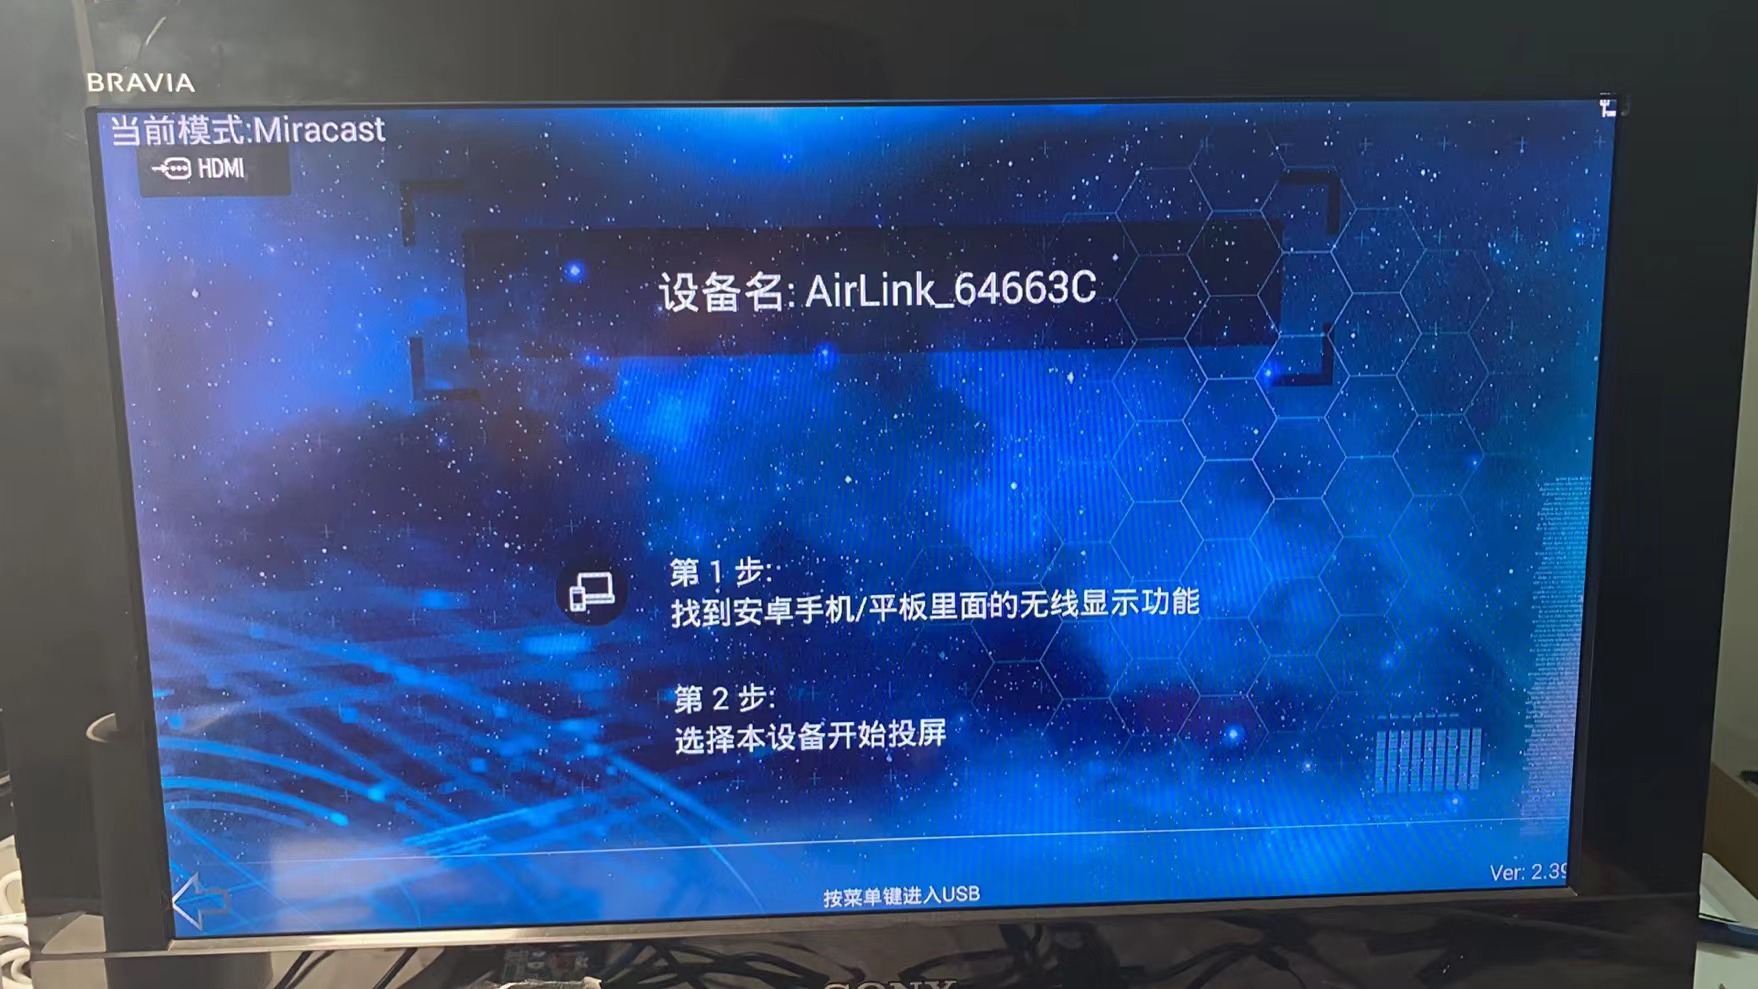 BRAVIA
当前模式:Miracast
HDMI
设备名: AirLink_64663C
第 1 步:
找到安卓手机/平板里面的无线显示功能
第 2 步:
选择本设备开始投屏
Ver: 2.39
按菜单键进入USB
SONY